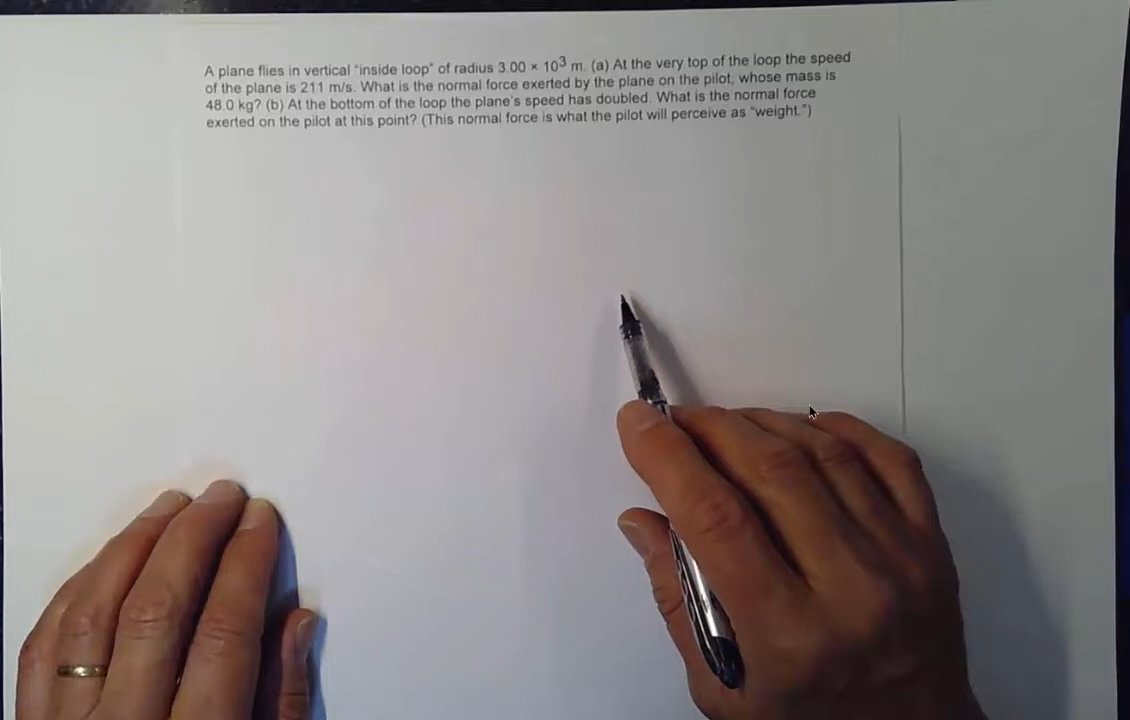 A plane flies in vertical "inside loop" of radius 3.00 × 10³ m. (a) At the very top of the loop the speed
of the plane is 211 m/s. What is the normal force exerted by the plane on the pilot, whose mass is
48.0 kg? (b) At the bottom of the loop the plane's speed has doubled. What is the normal force
exerted on the pilot at this point? (This normal force is what the pilot will perceive as "weight.")